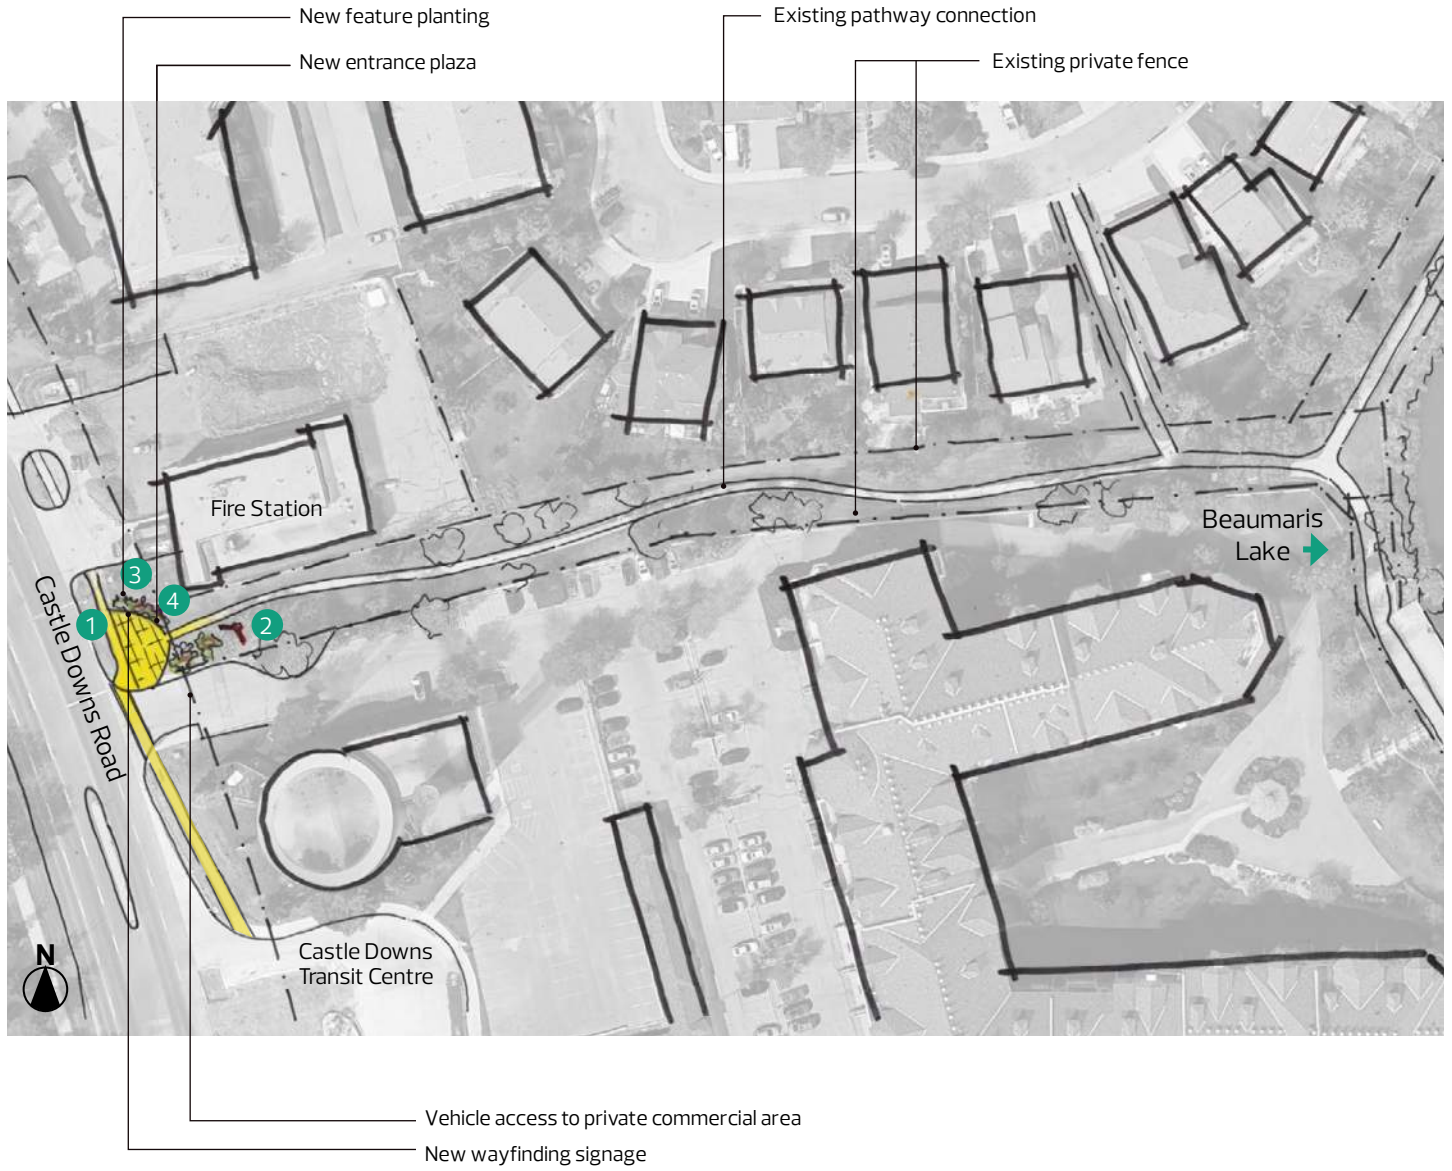 New feature planting
Existing pathway connection
New entrance plaza
Existing private fence
Fire Station
Beaumaris
Lake
3
4
1
2
Castle Downs Road
Castle Downs
Transit Centre
N
Vehicle access to private commercial area
New wayfinding signage